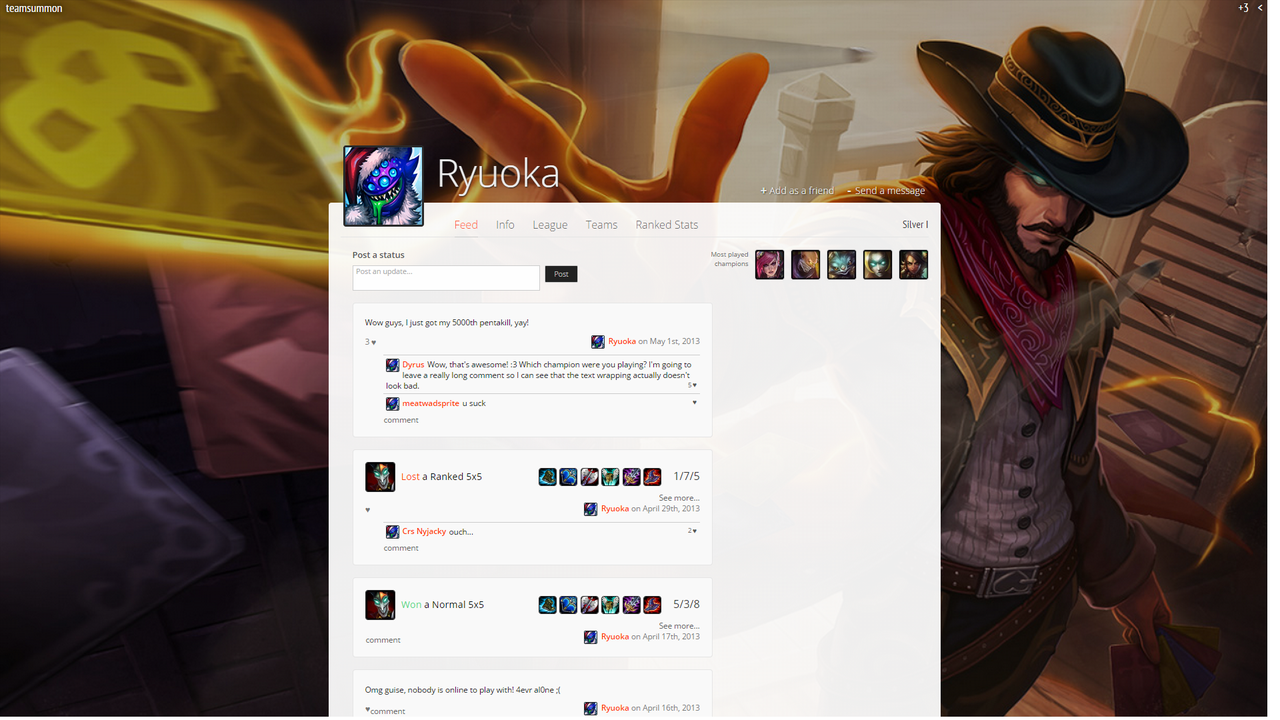 teamsummon
+3 <
Ryuoka
+ Add as a friend
- Send a message
Feed Info League Teams Ranked Stats
Silver I
Post a status
Post an update...
Post
Most played
champions
Wow guys, I just got my 5000th pentakill, yay!
3 ♥
Ryuoka on May 1st, 2013
Dyrus Wow, that's awesome! :3 Which champion were you playing? I'm going to
leave a really long comment so I can see that the text wrapping actually doesn't
look bad.
5 ♥
meatwadsprite u suck
♥
comment
Lost a Ranked 5x5
1/7/5
See more...
♥
Ryuoka on April 29th, 2013
Crs Nyjacky ouch...
2 ♥
comment
Won a Normal 5x5
5/3/8
See more...
comment
Ryuoka on April 17th, 2013
Omg guise, nobody is online to play with! 4evr al0ne ;(
♥comment
Ryuoka on April 16th, 2013